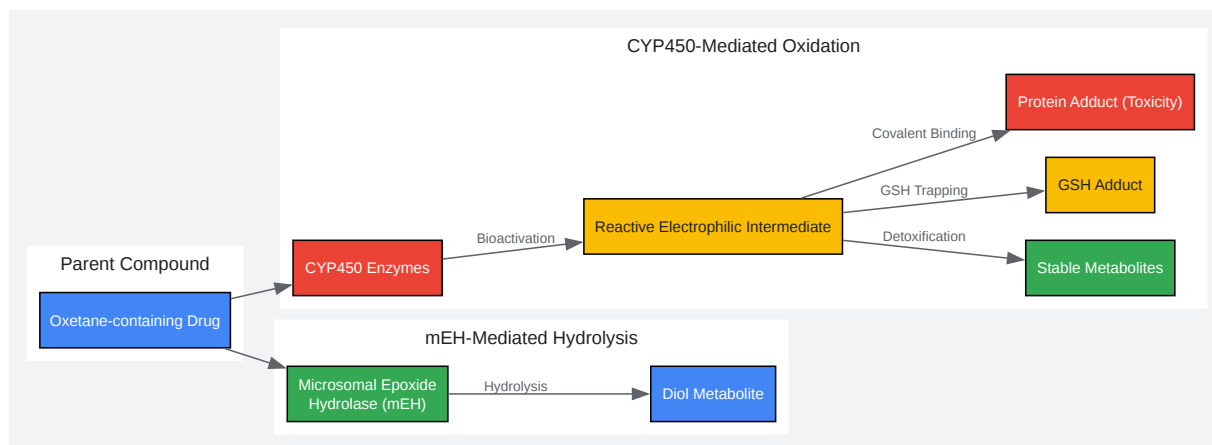 CYP450-Mediated Oxidation
Protein Adduct (Toxicity)
Covalent Binding
GSH Trapping
GSH Adduct
Reactive Electrophilic Intermediate
Bioactivation
Detoxification
Parent Compound
CYP450 Enzymes
Stable Metabolites
Oxetane-containing Drug
mEH-Mediated Hydrolysis
Microsomal Epoxide
Hydrolase (mEH)
Hydrolysis
Diol Metabolite